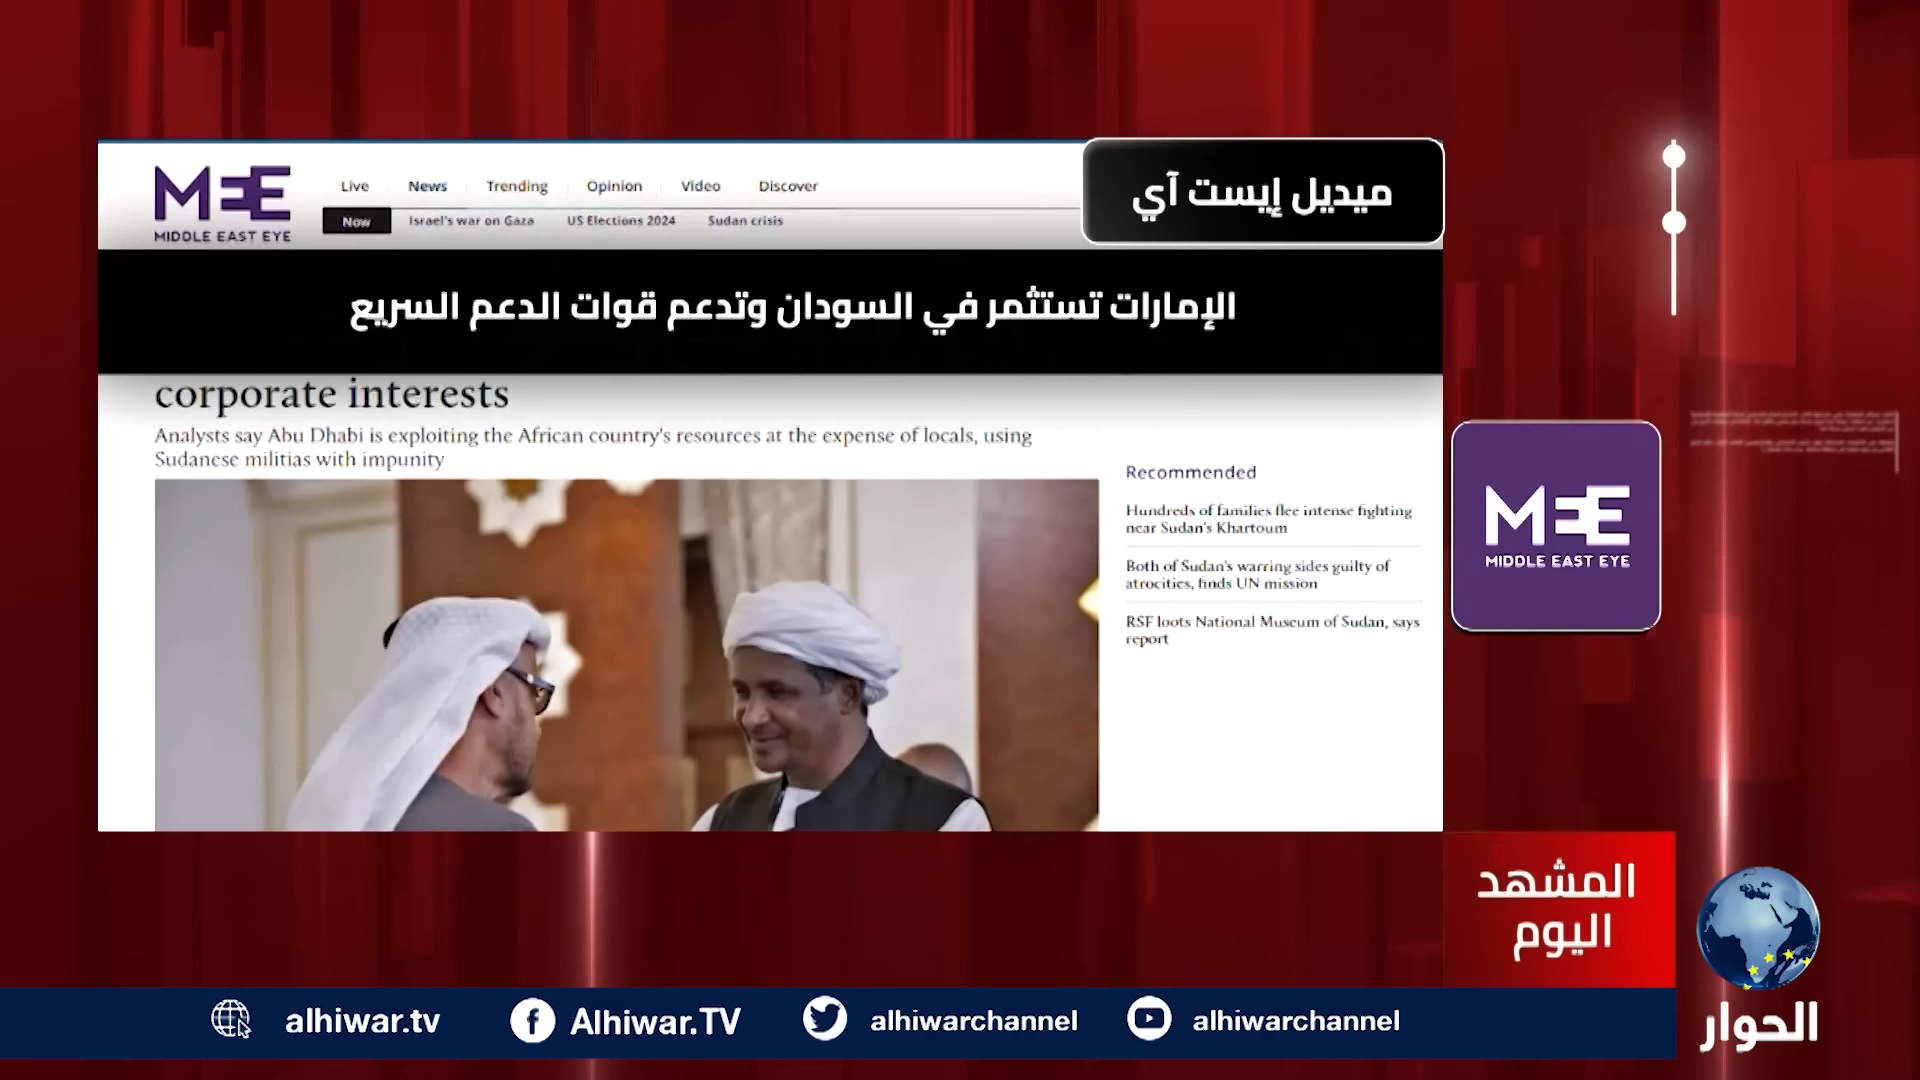 MEE
MIDDLE EAST EYE
Live News Trending Opinion Video Discover
Now Israel's war on Gaza US Elections 2024 Sudan crisis
ميديل إيست آي
الإمارات تستثمر في السودان وتدعم قوات الدعم السريع
corporate interests
Analysts say Abu Dhabi is exploiting the African country's resources at the expense of locals, using
Sudanese militias with impunity
Recommended
Hundreds of families flee intense fighting
near Sudan's Khartoum
Both of Sudan's warring sides guilty of
atrocities, finds UN mission
RSF loots National Museum of Sudan, says
report
MEE
MIDDLE EAST EYE
المشهد
اليوم
alhiwar.tv Alhiwar.TV alhiwarchannel alhiwarchannel
الحوار